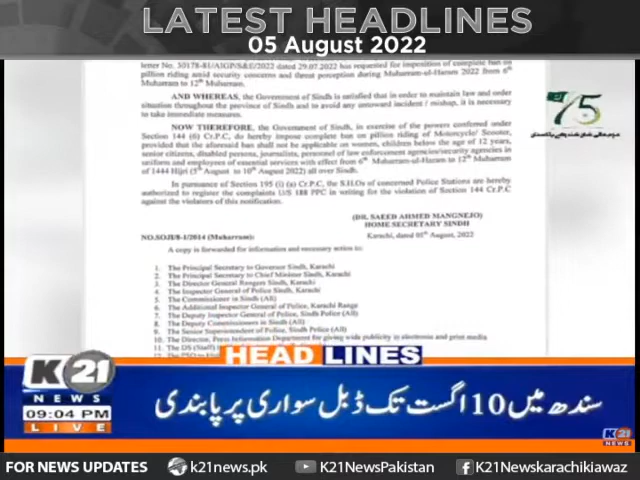 LATEST HEADLINES
05 August 2022
letter No. 30178-81/AIGP/S&E/2022 dated 29.07.2022 has requested for imposition of complete ban on
pillion riding amid security concerns and threat perception during Muharram-ul-Haram 2022 from 6th
Muharram to 12th Muharram.
AND WHEREAS, the Government of Sindh is satisfied that in order to maintain law and order
situation throughout the province of Sindh and to avoid any untoward incident / mishap, it is necessary
to take immediate measures.
NOW THEREFORE, the Government of Sindh, in exercise of the powers conferred under
Section 144 (6) Cr.P.C, do hereby impose complete ban on pillion riding of Motorcycle/ Scooter,
provided that the aforesaid ban shall not be applicable on women, children below the age of 12 years,
senior citizens, disabled persons, journalists, personnel of law enforcement agencies/security agencies in
uniform and employees of essential services with effect from 6th Muharram ul-Haram to 12th Muharram
of 1444 Hijri (5th August to 10th August 2022) all over Sindh.
In pursuance of Section 195 (i) (a) Cr.P.C, the S.H.Os of concerned Police Stations are hereby
authorized to register the complaints U/S 188 PPC in writing for the violation of Section 144 Cr.P.C
against the violators of this notification.
(DR. SAEED AHMED MANGNEJO)
HOME SECRETARY SINDH
NO.SOJI/8-1/2014 (Muharram):
Karachi, dated 05th August, 2022
A copy is forwarded for information and necessary action to:
1. The Principal Secretary to Governor Sindh, Karachi
2. The Principal Secretary to Chief Minister Sindh, Karachi
3. The Director General Rangers Sindh, Karachi
4. The Inspector General of Police Sindh, Karachi
5. The Commissioner in Sindh (All)
6. The Additional Inspector General of Police, Karachi Range
7. The Deputy Inspector General of Police, Sindh Police (All)
8. The Deputy Commissioners in Sindh (All)
9. The Senior Superintendent of Police, Sindh Police (All)
10. The Director, Press Information Department for giving wide publicity in electronic and print media
11. The DS (Staff)
12. The PSO to
75
HEAD LINES
K21
NEWS
09:04 PM
LIVE
سندھ میں 10 اگست تک ڈبل سواری پر پابندی
K21
NEWS
FOR NEWS UPDATES
k21news.pk
K21NewsPakistan
K21Newskarachikiawaz